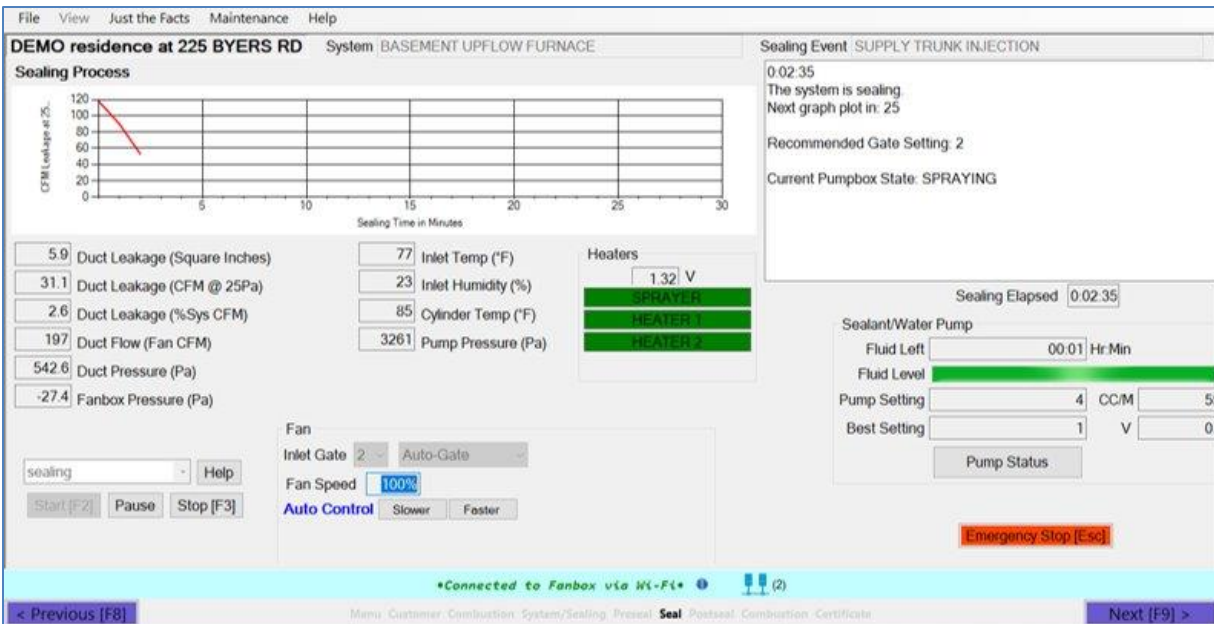 File View Just the Facts Maintenance Help
DEMO residence at 225 BYERS RD System BASEMENT UPFLOW FURNACE Sealing Event SUPPLY TRUNK INJECTION
Sealing Process
CFM Leakage at 25...
120
100
80
60
40
20
0
5 10 15 20 25 30
Sealing Time in Minutes
0:02:35
The system is sealing.
Next graph plot in: 25
Recommended Gate Setting: 2
Current Pumpbox State: SPRAYING
5.9 Duct Leakage (Square Inches)
31.1 Duct Leakage (CFM @ 25Pa)
2.6 Duct Leakage (%Sys CFM)
197 Duct Flow (Fan CFM)
542.6 Duct Pressure (Pa)
-27.4 Fanbox Pressure (Pa)
77 Inlet Temp (°F)
23 Inlet Humidity (%)
85 Cylinder Temp (°F)
3261 Pump Pressure (Pa)
Heaters
1.32 V
SPRAYER
HEATER 1
HEATER 2
Sealing Elapsed 0:02:35
Sealant/Water Pump
Fluid Left 00:01 Hr:Min
Fluid Level
Pump Setting 4 CC/M
Best Setting 1 V
Pump Status
sealing Help
Start [F2] Pause Stop [F3]
Fan
Inlet Gate 2 Auto-Gate
Fan Speed 100%
Auto Control Slower Faster
Emergency Stop [Esc]
•Connected to Fanbox via Wi-Fi• (2)
< Previous [F8] Menu Customer Combustion System/Sealing Preseal Seal Postseal Combustion Certificate Next [F9] >